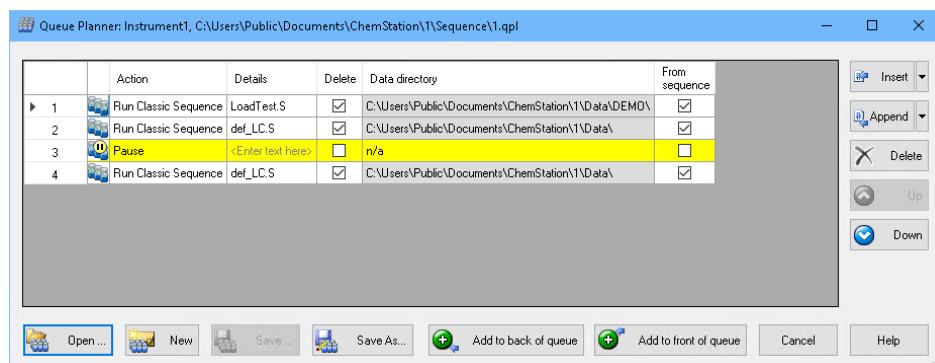 Queue Planner: Instrument1, C:\Users\Public\Documents\ChemStation\1\Sequence\1.qpl
Action Details Delete Data directory From sequence
1 Run Classic Sequence LoadTest.S C:\Users\Public\Documents\ChemStation\1\Data\DEMO\
2 Run Classic Sequence def_LC.S C:\Users\Public\Documents\ChemStation\1\Data\
3 Pause <Enter text here> n/a
4 Run Classic Sequence def_LC.S C:\Users\Public\Documents\ChemStation\1\Data\
Insert
Append
Delete
Up
Down
Open ... New Save ... Save As... Add to back of queue Add to front of queue Cancel Help